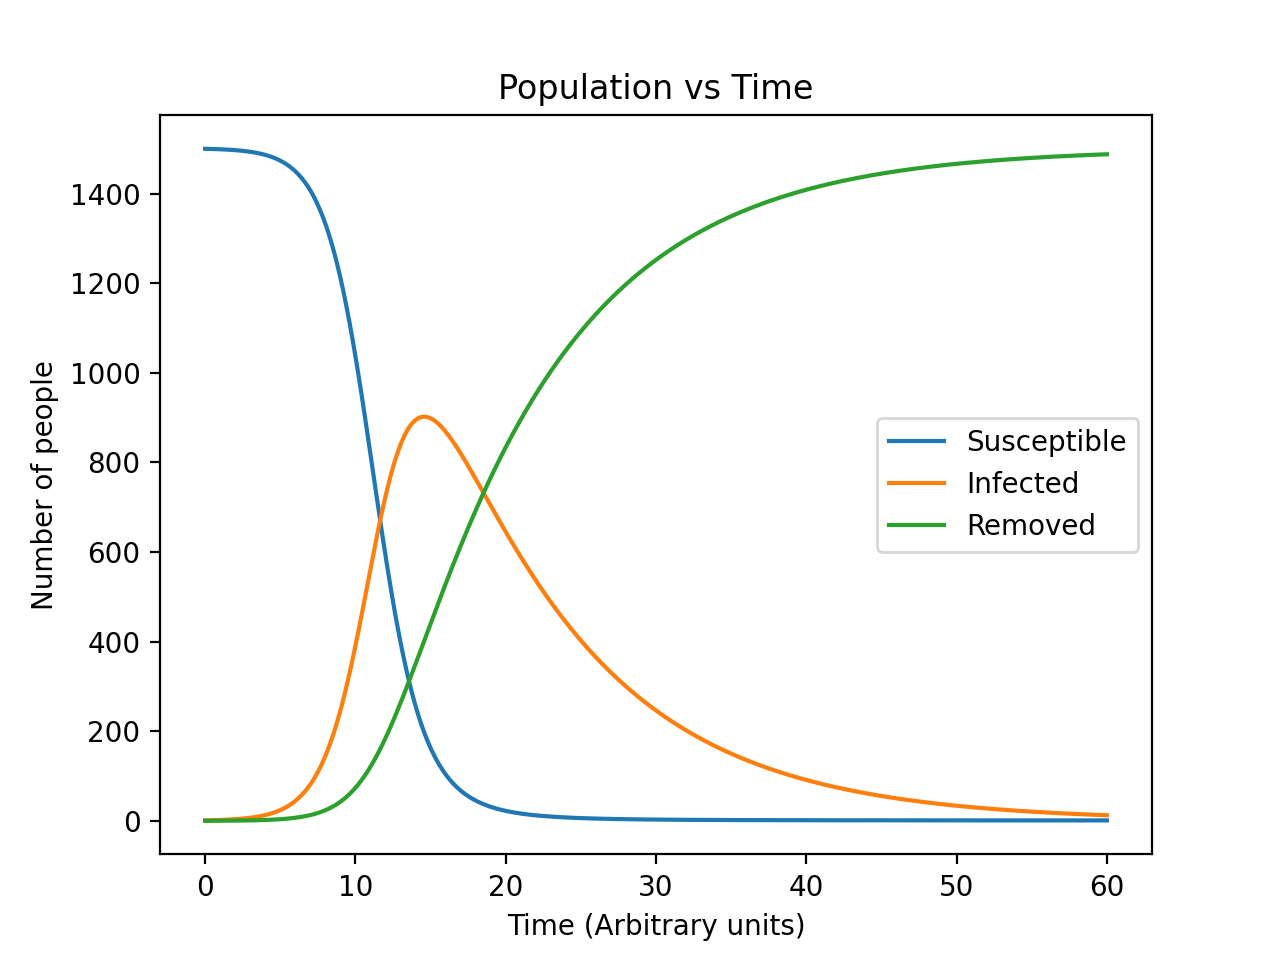 Population vs Time
Number of people
1400
1200
1000
800
600
400
200
0
Susceptible
Infected
Removed
0 10 20 30 40 50 60
Time (Arbitrary units)